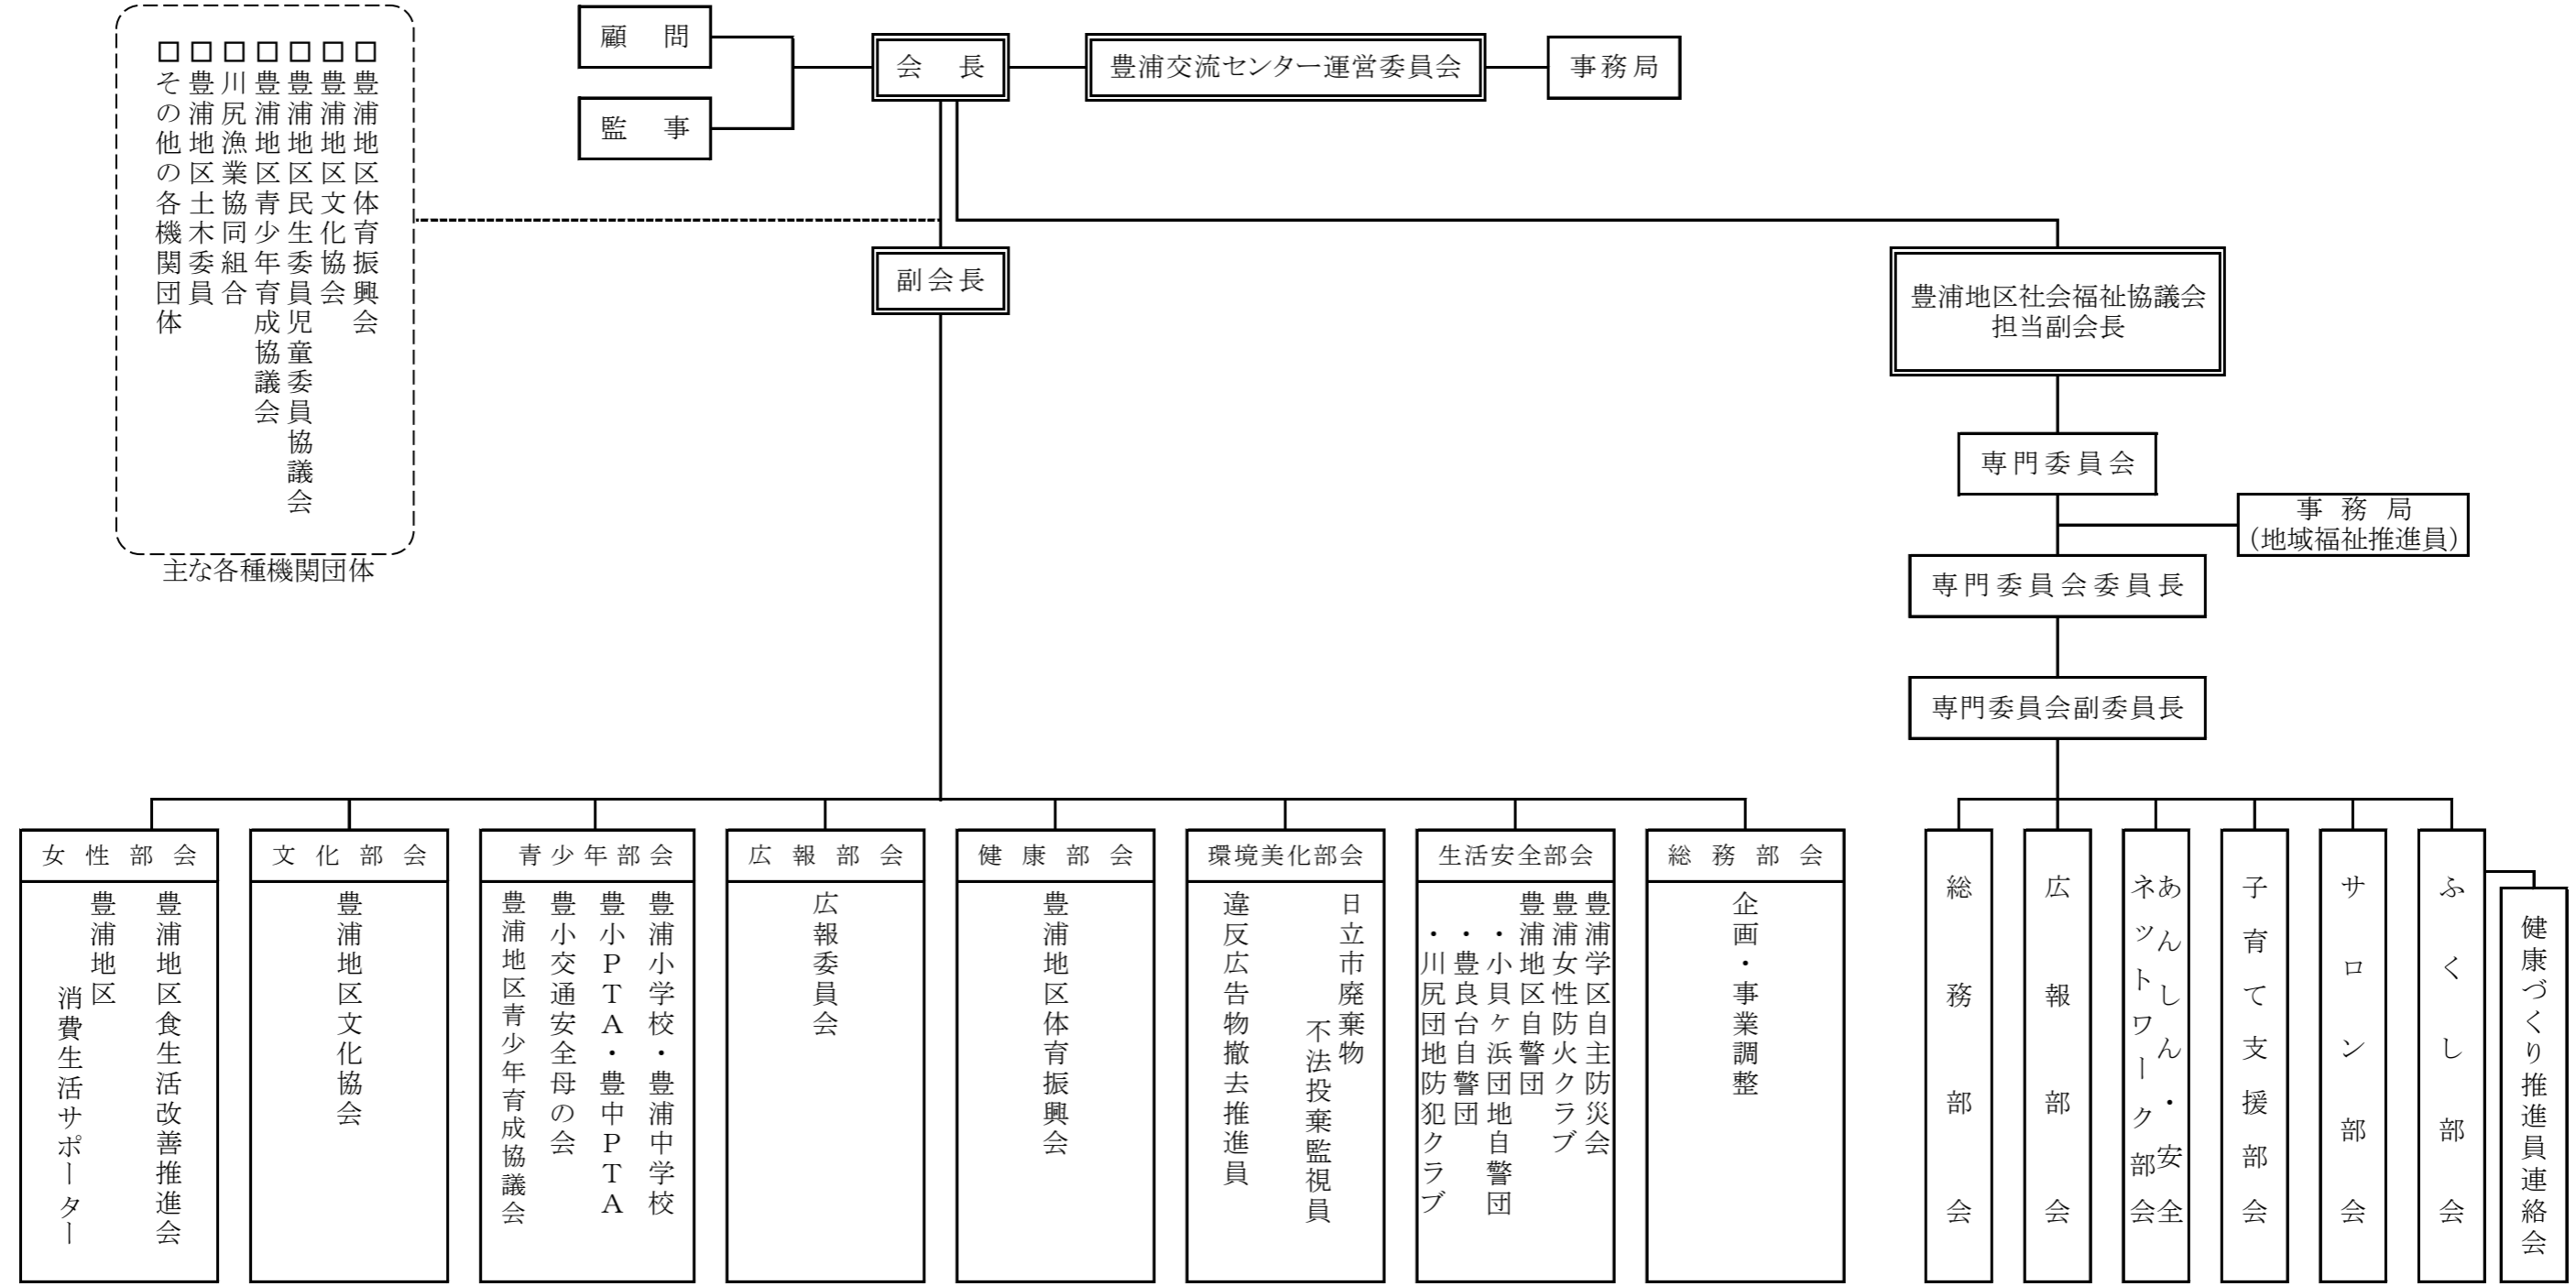 顧　問
監　事
会　長
豊浦交流センター運営委員会
事務局
□豊浦地区体育振興会
□豊浦地区文化協会
□豊浦地区民生委員児童委員協議会
□豊浦地区青少年育成協議会
□川尻漁業協同組合
□豊浦地区土木委員
□その他の各機関団体
主な各種機関団体
副会長
豊浦地区社会福祉協議会
担当副会長
専門委員会
事 務 局
（地域福祉推進員）
専門委員会委員長
専門委員会副委員長
女 性 部 会
豊浦地区食生活改善推進会
豊浦地区
消費生活サポーター
文 化 部 会
豊浦地区文化協会
青少年部会
豊浦小学校・豊浦中学校
豊小ＰＴＡ・豊中ＰＴＡ
豊小交通安全母の会
豊浦地区青少年育成協議会
広 報 部 会
広報委員会
健 康 部 会
豊浦地区体育振興会
環境美化部会
日立市廃棄物
不法投棄監視員
違反広告物撤去推進員
生活安全部会
豊浦学区自主防災会
豊浦女性防火クラブ
豊浦地区自警団
・小貝ヶ浜団地自警団
・豊良台自警団
・川尻団地防犯クラブ
総 務 部 会
企画・事業調整
総務部会
広報部会
あんしん・安全
ネットワーク部会
子育て支援部会
サロン部会
ふくし部会
健康づくり推進員連絡会